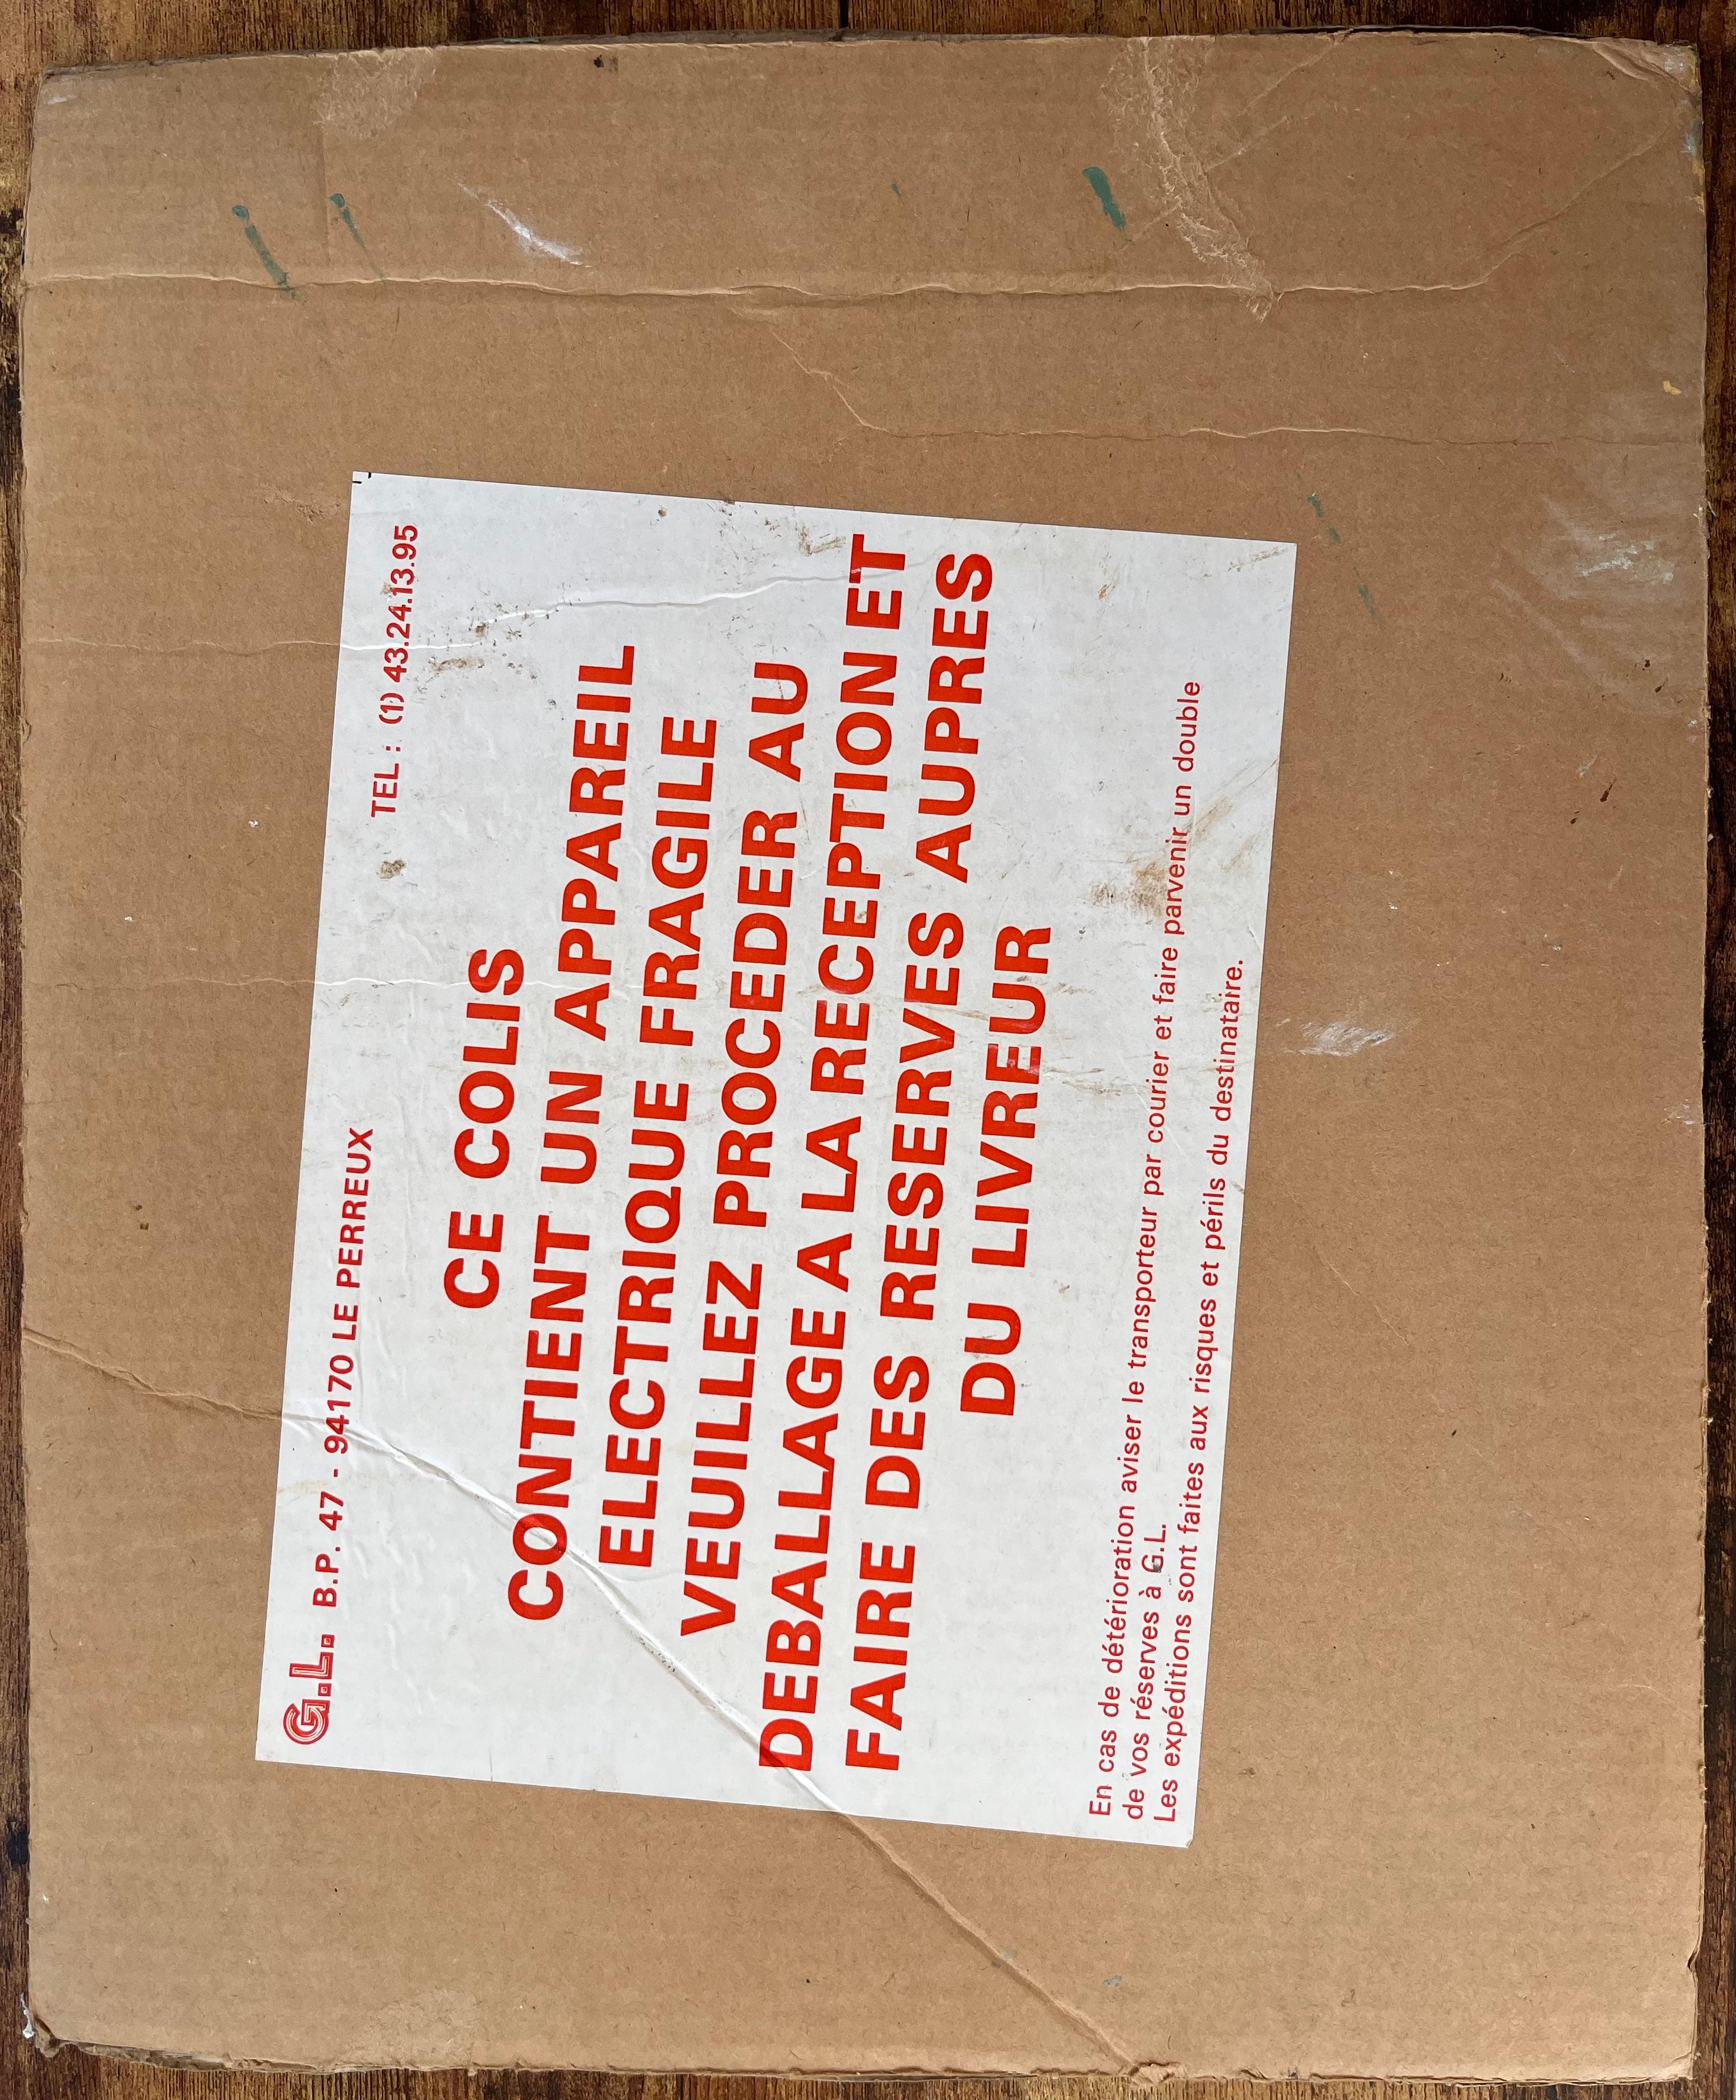 G.L. B.P. 47 - 94170 LE PERREUX TEL : (1) 43.24.13.95
CE COLIS
CONTIENT UN APPAREIL
ELECTRIQUE FRAGILE
VEUILLEZ PROCEDER AU
DEBALLAGE A LA RECEPTION ET
FAIRE DES RESERVES AUPRES
DU LIVREUR
En cas de détérioration aviser le transporteur par courier et faire parvenir un double
de vos réserves à G.L.
Les expéditions sont faites aux risques et périls du destinataire.